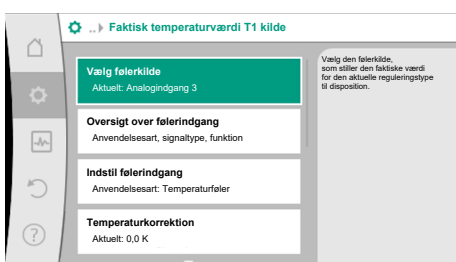 ..▸ Faktisk temperaturværdi T1 kilde
Vælg følerkilde
Aktuelt: Analogindgang 3
Oversigt over følerindgang
Anvendelsesart, signaltype, funktion
Indstil følerindgang
Anvendelsesart: Temperaturføler
Temperaturkorrektion
Aktuelt: 0,0 K
Vælg den følerkilde,
som stiller den faktiske værdi
for den aktuelle reguleringstype
til disposition.